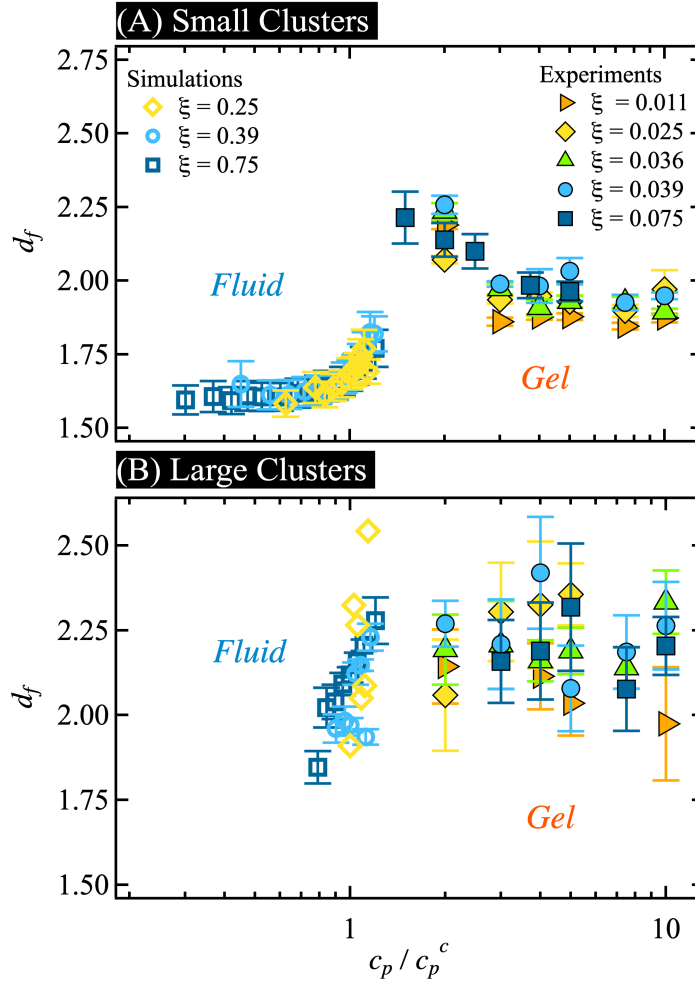 (A) Small Clusters
2.75
2.50
2.25
2.00
1.75
1.50
d_f
Simulations
ξ = 0.25
ξ = 0.39
ξ = 0.75
Experiments
ξ = 0.011
ξ = 0.025
ξ = 0.036
ξ = 0.039
ξ = 0.075
Fluid
Gel
(B) Large Clusters
2.50
2.25
2.00
1.75
1.50
d_f
Fluid
Gel
1
10
c_p / c_p^c